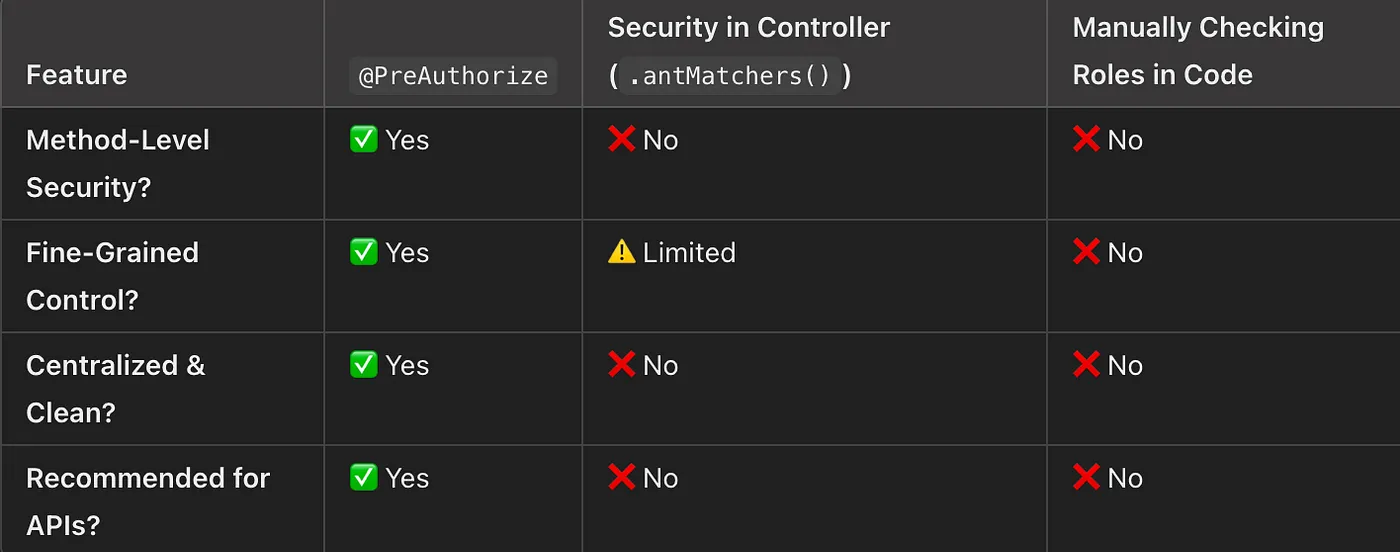 Feature
@PreAuthorize
Security in Controller
(.antMatchers())
Manually Checking
Roles in Code
Method-Level
Security?
✅ Yes
❌ No
❌ No
Fine-Grained
Control?
✅ Yes
⚠️ Limited
❌ No
Centralized &
Clean?
✅ Yes
❌ No
❌ No
Recommended for
APIs?
✅ Yes
❌ No
❌ No